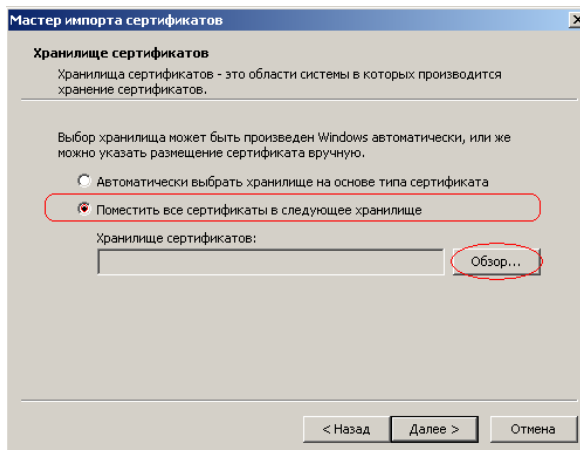 Мастер импорта сертификатов
Хранилище сертификатов
Хранилища сертификатов - это области системы в которых производится
хранение сертификатов.
Выбор хранилища может быть произведен Windows автоматически, или же
можно указать размещение сертификата вручную.
Автоматически выбрать хранилище на основе типа сертификата
Поместить все сертификаты в следующее хранилище
Хранилище сертификатов:
Обзор...
< Назад
Далее >
Отмена